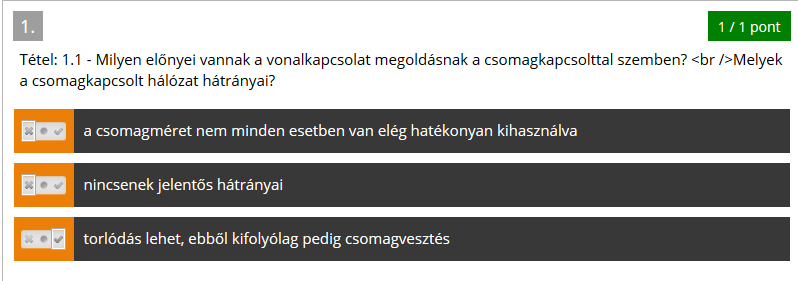 1.
1 / 1 pont
Tétel: 1.1 - Milyen előnyei vannak a vonalkapcsolat megoldásnak a csomagkapcsolttal szemben? <br />Melyek
a csomagkapcsolt hálózat hátrányai?
a csomagméret nem minden esetben van elég hatékonyan kihasználva
nincsenek jelentős hátrányai
torlódás lehet, ebből kifolyólag pedig csomagvesztés